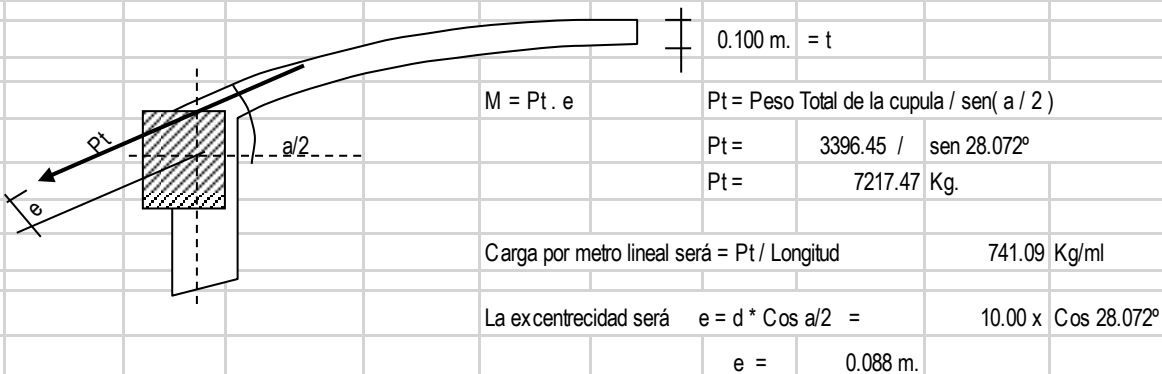 0.100 m. = t
M = Pt . e Pt = Peso Total de la cupula / sen( a / 2 )
Pt
a/2
Pt = 3396.45 / sen 28.072º
Pt = 7217.47 Kg.
e
Carga por metro lineal será = Pt / Longitud 741.09 Kg/ml
La excentrecidad será e = d * Cos a/2 = 10.00 x Cos 28.072º
e = 0.088 m.